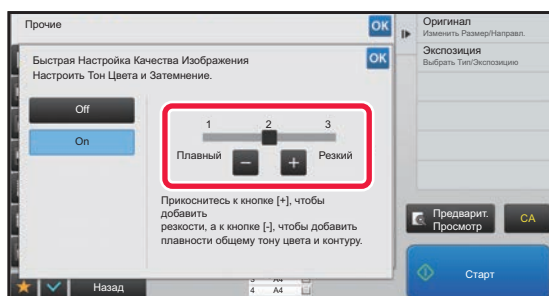 Прочие
OK
Быстрая Настройка Качества Изображения
Настроить Тон Цвета и Затемнение.
OK
Off
On
1 2 3
Плавный − + Резкий
Прикоснитесь к кнопке [+], чтобы
добавить
резкости, а к кнопке [-], чтобы добавить
плавности общему тону цвета и контуру.
Назад
4 A4
Оригинал
Изменить Размер/Направл.
Экспозиция
Выбрать Тип/Экспозицию
Предварит.
Просмотр
CA
Старт